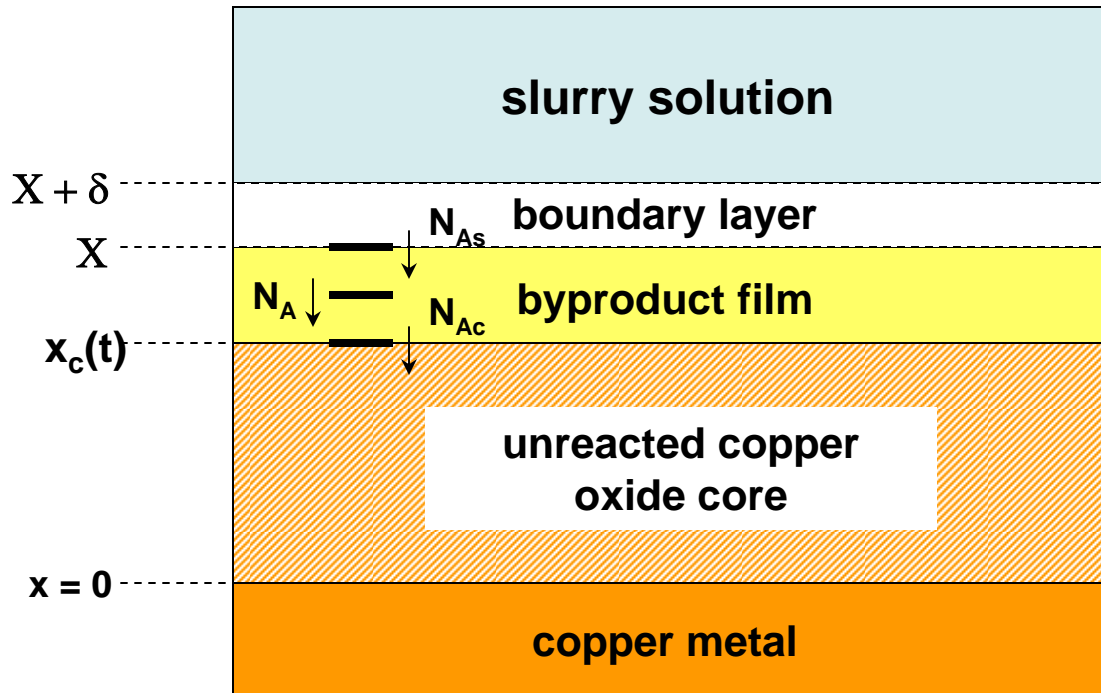 slurry solution
X + δ
boundary layer
N_As
X
N_A
byproduct film
N_Ac
x_c(t)
unreacted copper
oxide core
x = 0
copper metal